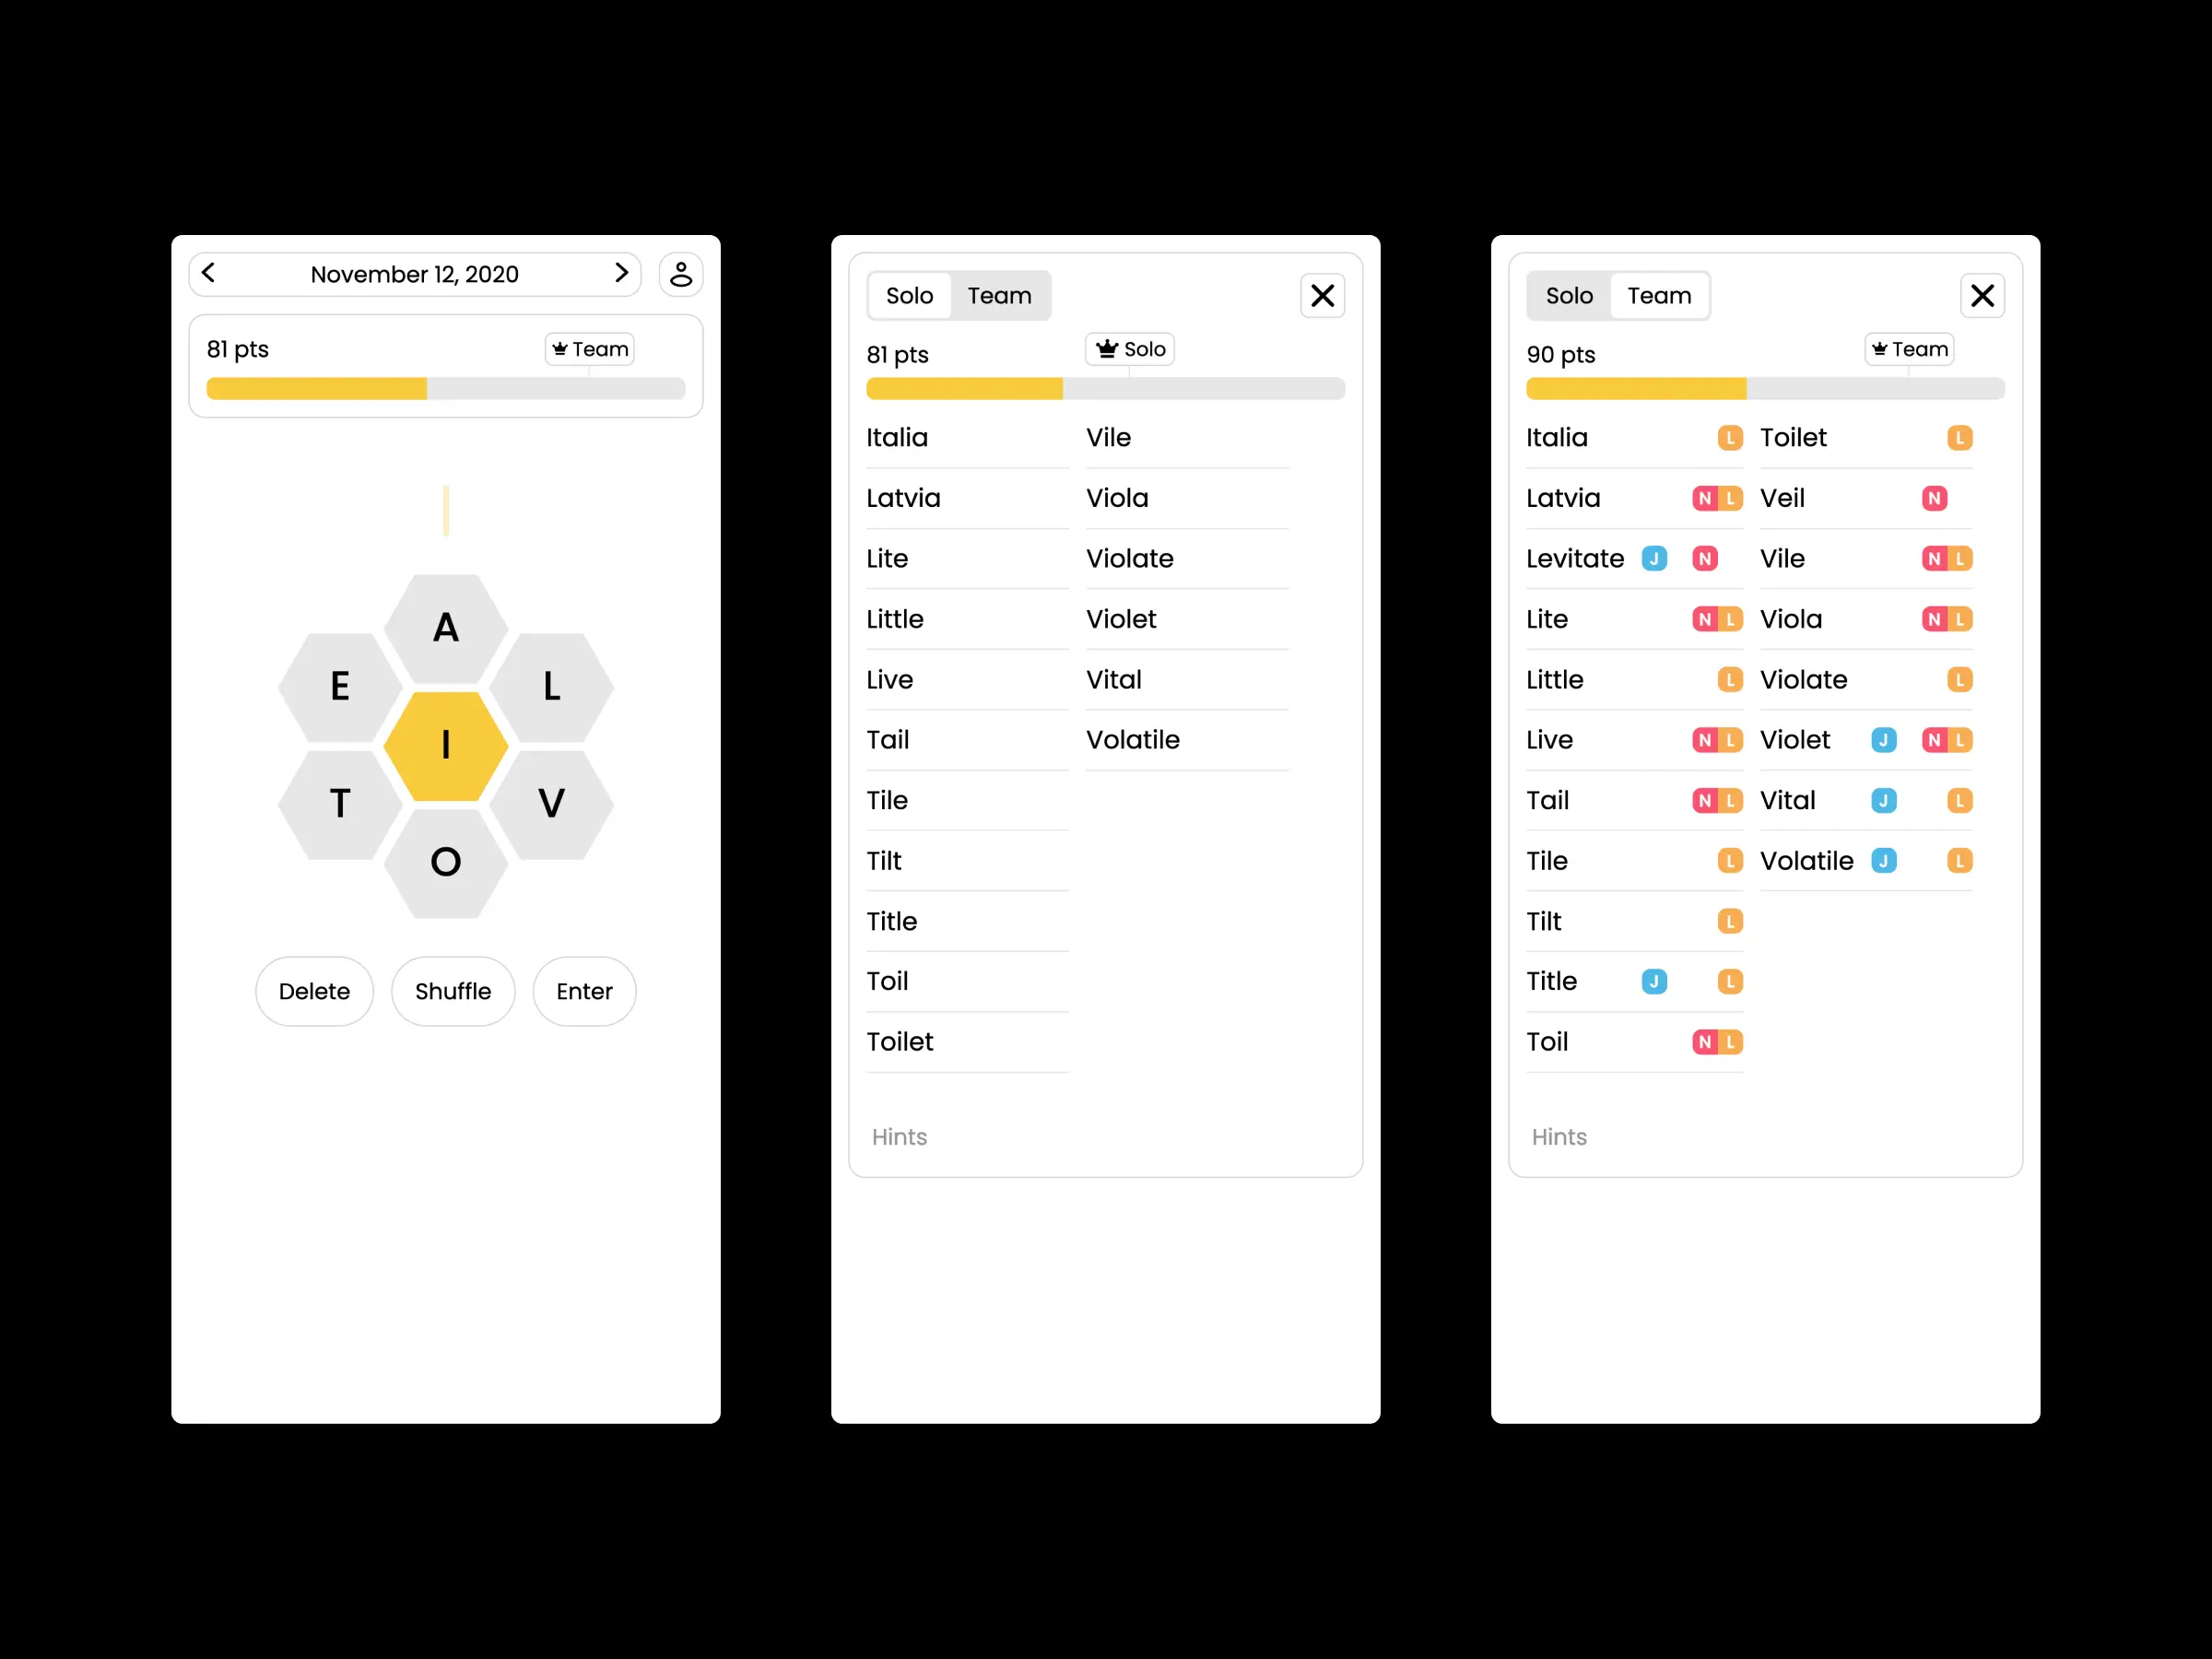 November 12, 2020
81 pts
Team
A
E
L
I
T
V
O
Delete
Shuffle
Enter
Solo
Team
81 pts
Solo
Italia
Latvia
Lite
Little
Live
Tail
Tile
Tilt
Title
Toil
Toilet
Vile
Viola
Violate
Violet
Vital
Volatile
Hints
Solo
Team
90 pts
Team
Italia L
Latvia N L
Levitate J N
Lite N L
Little L
Live N L
Tail N L
Tile L
Tilt L
Title J L
Toil N L
Toilet L
Veil N
Vile N L
Viola N L
Violate L
Violet J N L
Vital J L
Volatile J L
Hints